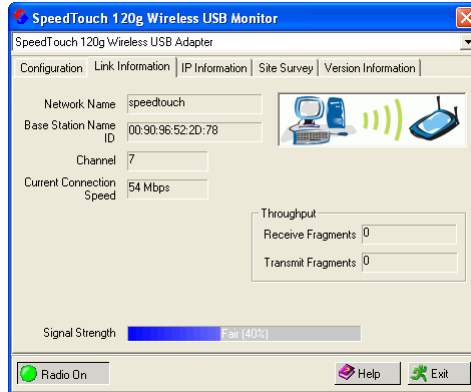 SpeedTouch 120g Wireless USB Monitor
SpeedTouch 120g Wireless USB Adapter
Configuration Link Information IP Information Site Survey Version Information
Network Name speedtouch
Base Station Name ID 00:90:96:52:2D:78
Channel 7
Current Connection Speed 54 Mbps
Throughput
Receive Fragments 0
Transmit Fragments 0
Signal Strength Fair (40%)
Radio On Help Exit